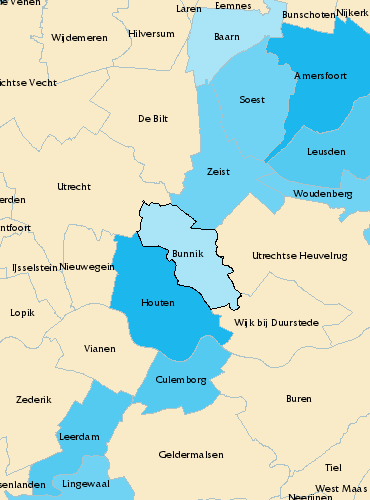 e Venen
Laren
Eemnes
Bunschoten
Nijkerk
Wijdemeren
Hilversum
Baarn
Amersfoort
ichtse Vecht
Soest
De Bilt
Leusden
Zeist
Utrecht
Woudenberg
erden
ntfoort
Bunnik
Utrechtse Heuvelrug
IJsselstein
Nieuwegein
Houten
Lopik
Wijk bij Duurstede
Vianen
Culemborg
Zederik
Buren
Leerdam
Geldermalsen
Tiel
senlanden
Lingewaal
West Maas
Neerijnen